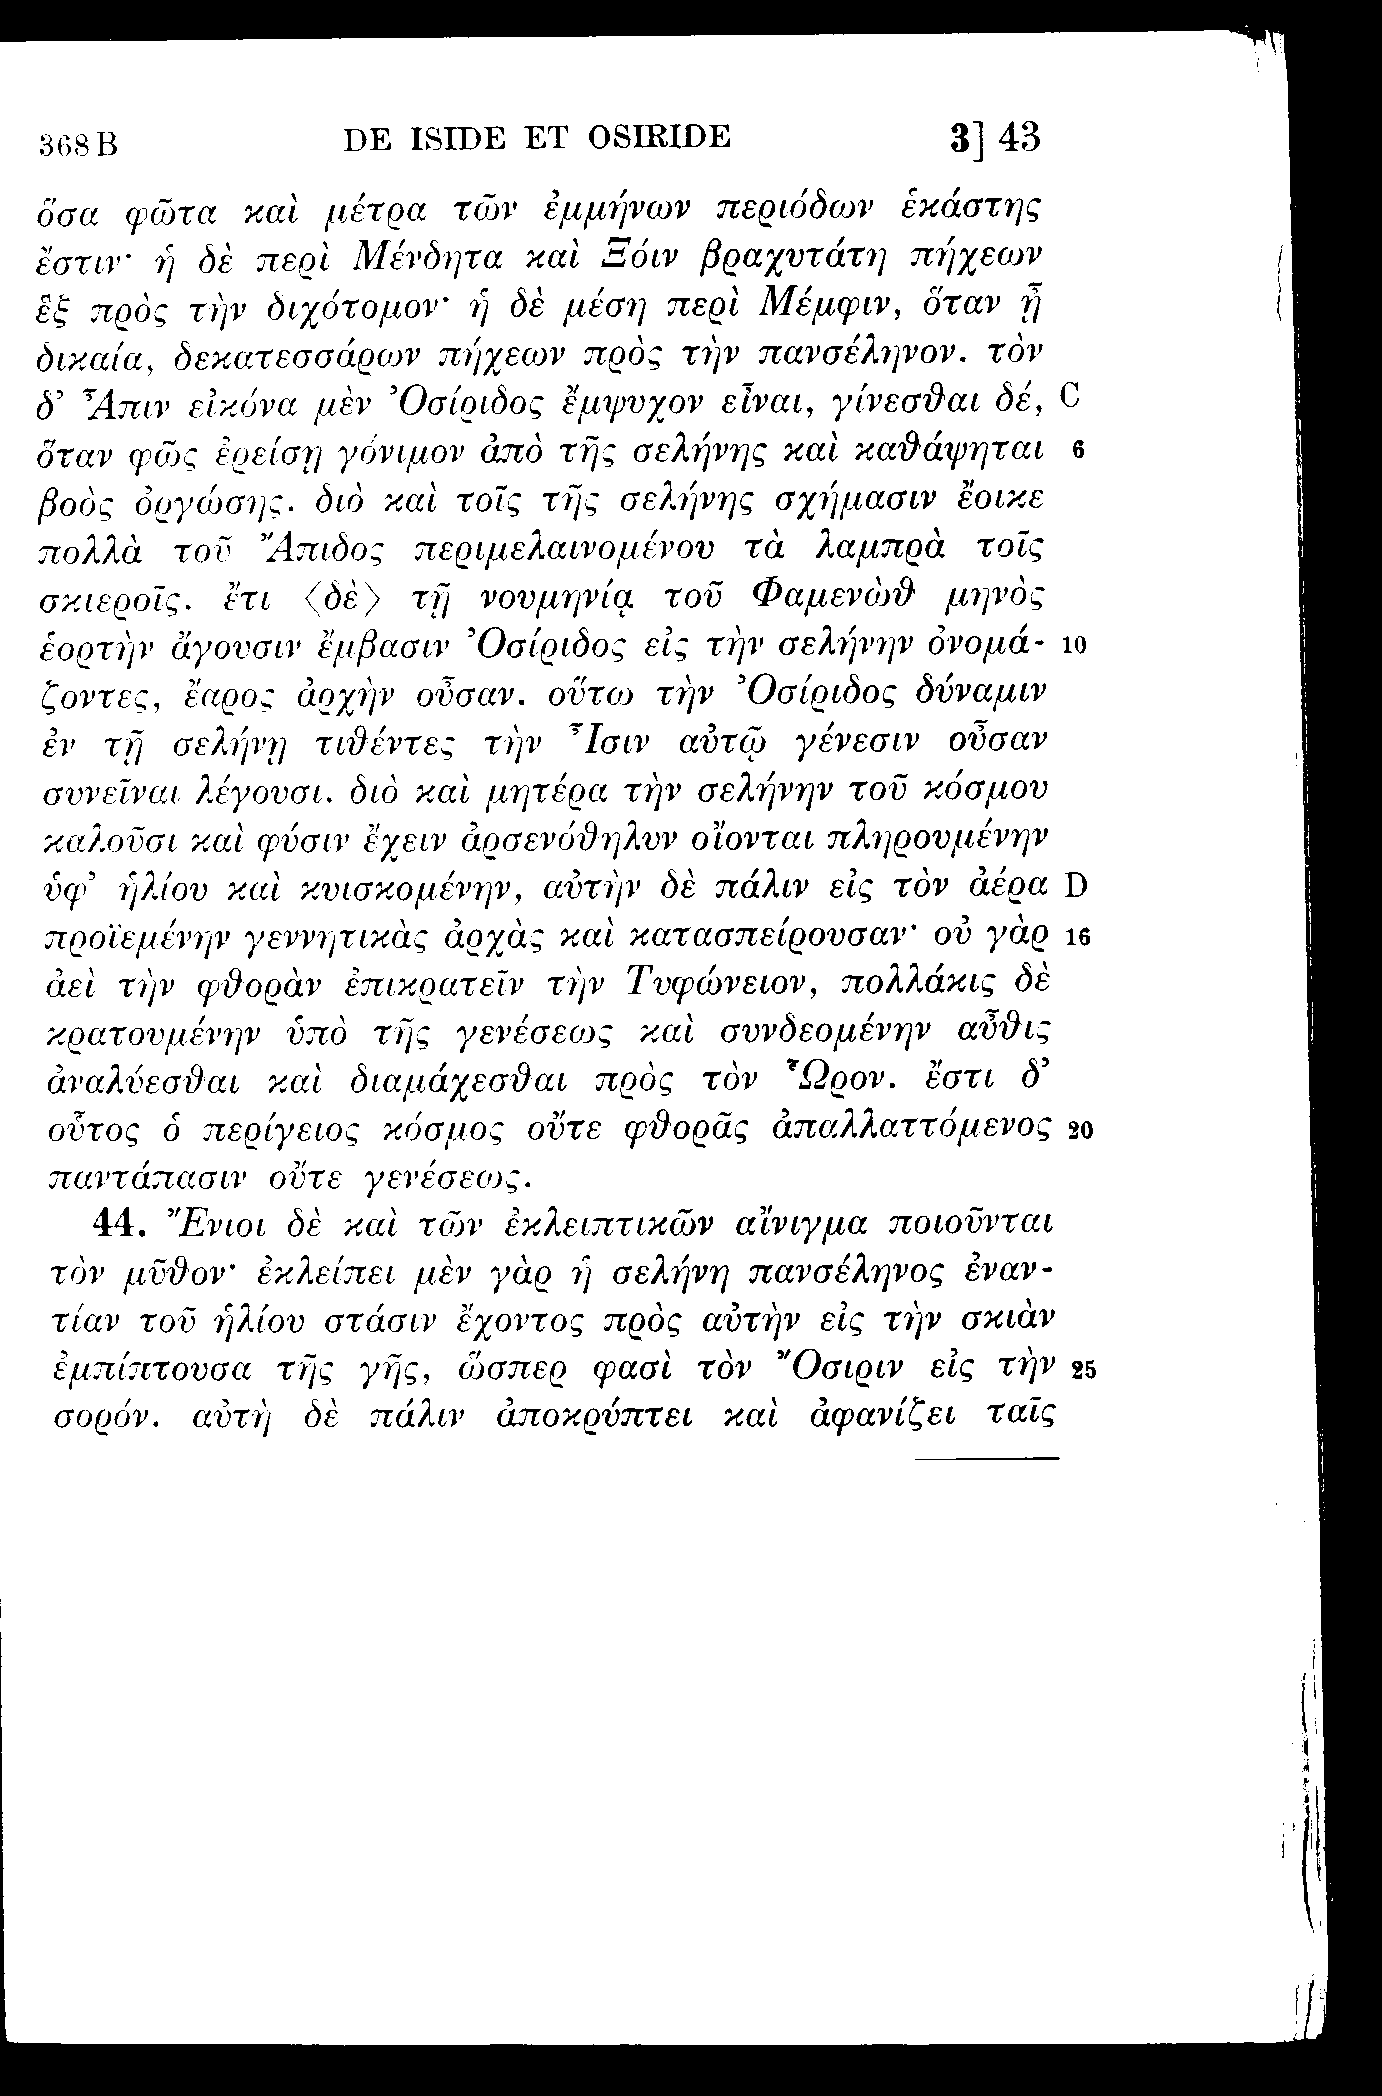 368 B DE ISIDE ET OSIRIDE 3] 43
ὅσα φῶτα καὶ μέτρα τῶν ἐμμήνων περιόδων ἑκάστης
ἔστιν· ἡ δὲ περὶ Μένδητα καὶ Ξόιν βραχυτάτη πήχεων
ἓξ πρὸς τὴν διχότομον· ἡ δὲ μέση περὶ Μέμφιν, ὅταν ᾖ
δικαία, δεκατεσσάρων πήχεων πρὸς τὴν πανσέληνον. τὸν
δ’ Ἆπιν εἰκόνα μὲν Ὀσίριδος ἔμψυχον εἶναι, γίνεσθαι δέ, C
ὅταν φῶς ἐρείσῃ γόνιμον ἀπὸ τῆς σελήνης καὶ καθάψηται 6
βοὸς ὀργώσης. διὸ καὶ τοῖς τῆς σελήνης σχήμασιν ἔοικε
πολλὰ τοῦ Ἄπιδος περιμελαινομένου τὰ λαμπρὰ τοῖς
σκιεροῖς. ἔτι ⟨δὲ⟩ τῇ νουμηνίᾳ τοῦ Φαμενὼθ μηνὸς
ἑορτὴν ἄγουσιν ἔμβασιν Ὀσίριδος εἰς τὴν σελήνην ὀνομά- 10
ζοντες, ἔαρος ἀρχὴν οὖσαν. οὕτω τὴν Ὀσίριδος δύναμιν
ἐν τῇ σελήνῃ τιθέντες τὴν Ἶσιν αὐτῷ γένεσιν οὖσαν
συνεῖναι λέγουσι. διὸ καὶ μητέρα τὴν σελήνην τοῦ κόσμου
καλοῦσι καὶ φύσιν ἔχειν ἀρσενόθηλυν οἴονται πληρουμένην
ὑφ’ ἡλίου καὶ κυισκομένην, αὐτὴν δὲ πάλιν εἰς τὸν ἀέρα D
προϊεμένην γεννητικὰς ἀρχὰς καὶ κατασπείρουσαν· οὐ γὰρ 16
ἀεὶ τὴν φθορὰν ἐπικρατεῖν τὴν Τυφώνειον, πολλάκις δὲ
κρατουμένην ὑπὸ τῆς γενέσεως καὶ συνδεομένην αὖθις
ἀναλύεσθαι καὶ διαμάχεσθαι πρὸς τὸν Ὧρον. ἔστι δ’
οὗτος ὁ περίγειος κόσμος οὔτε φθορᾶς ἀπαλλαττόμενος 20
παντάπασιν οὔτε γενέσεως.
44. Ἔνιοι δὲ καὶ τῶν ἐκλειπτικῶν αἴνιγμα ποιοῦνται
τὸν μῦθον· ἐκλείπει μὲν γὰρ ἡ σελήνη πανσέληνος ἐναν-
τίαν τοῦ ἡλίου στάσιν ἔχοντος πρὸς αὐτὴν εἰς τὴν σκιὰν
ἐμπίπτουσα τῆς γῆς, ὥσπερ φασὶ τὸν Ὄσιριν εἰς τὴν 25
σορόν. αὐτὴ δὲ πάλιν ἀποκρύπτει καὶ ἀφανίζει ταῖς